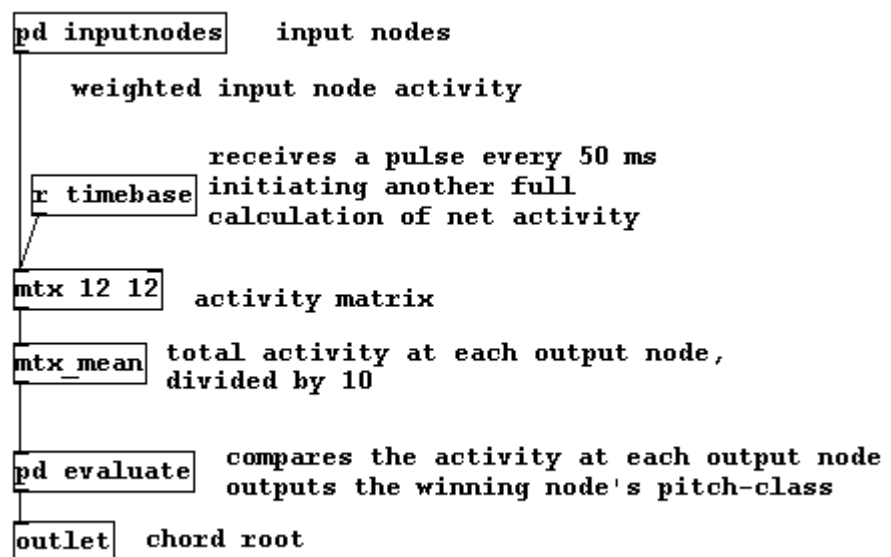 pd inputnodes input nodes
weighted input node activity
receives a pulse every 50 ms
r timebase initiating another full
calculation of net activity
mtx 12 12 activity matrix
mtx_mean total activity at each output node,
divided by 10
pd evaluate compares the activity at each output node
outputs the winning node's pitch-class
outlet chord root